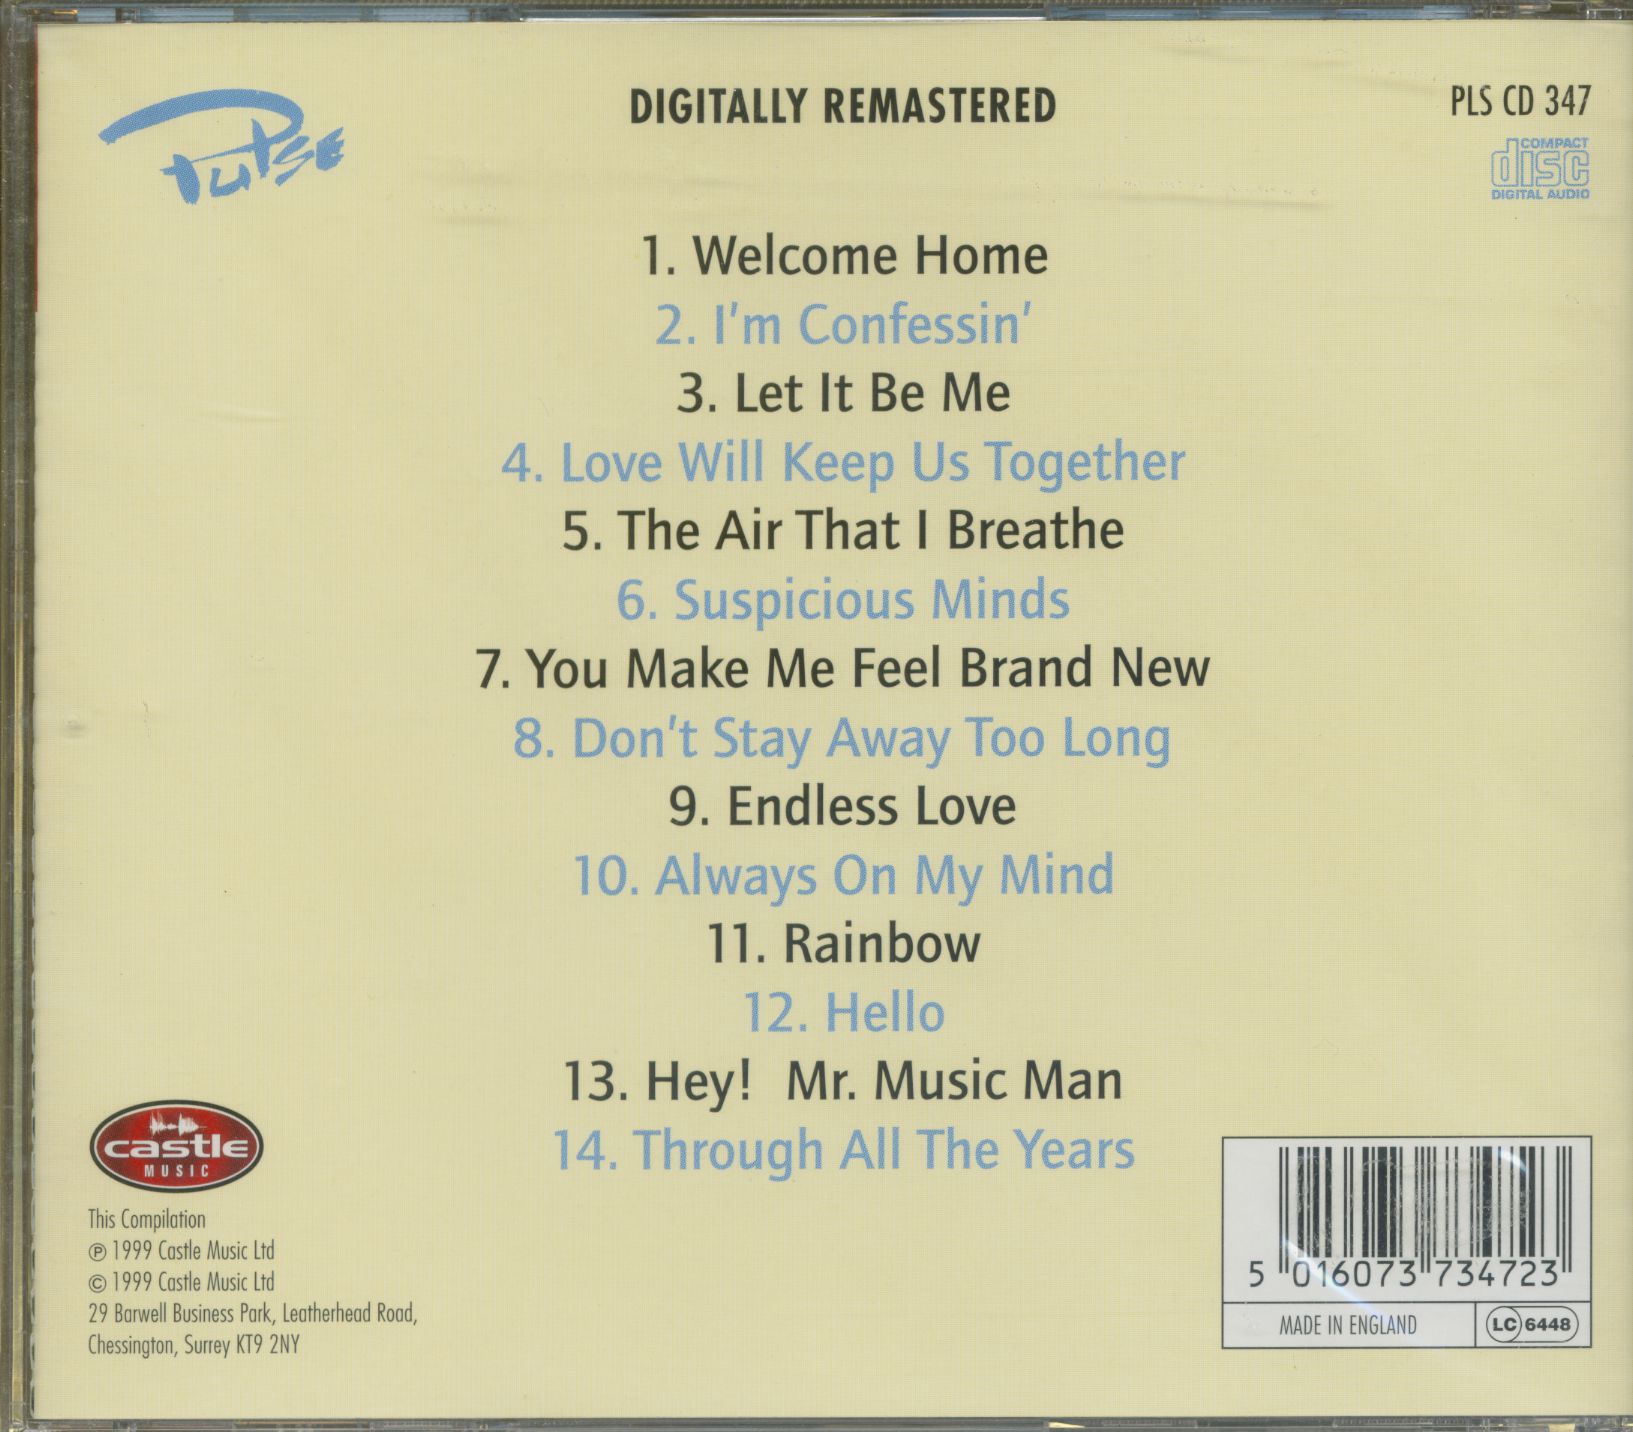 Pulse
DIGITALLY REMASTERED
PLS CD 347
COMPACT
disc
DIGITAL AUDIO
1. Welcome Home
2. I'm Confessin'
3. Let It Be Me
4. Love Will Keep Us Together
5. The Air That I Breathe
6. Suspicious Minds
7. You Make Me Feel Brand New
8. Don't Stay Away Too Long
9. Endless Love
10. Always On My Mind
11. Rainbow
12. Hello
13. Hey! Mr. Music Man
14. Through All The Years
castle
MUSIC
This Compilation
℗ 1999 Castle Music Ltd
© 1999 Castle Music Ltd
29 Barwell Business Park, Leatherhead Road,
Chessington, Surrey KT9 2NY
5 016073 734723
MADE IN ENGLAND
LC 6448